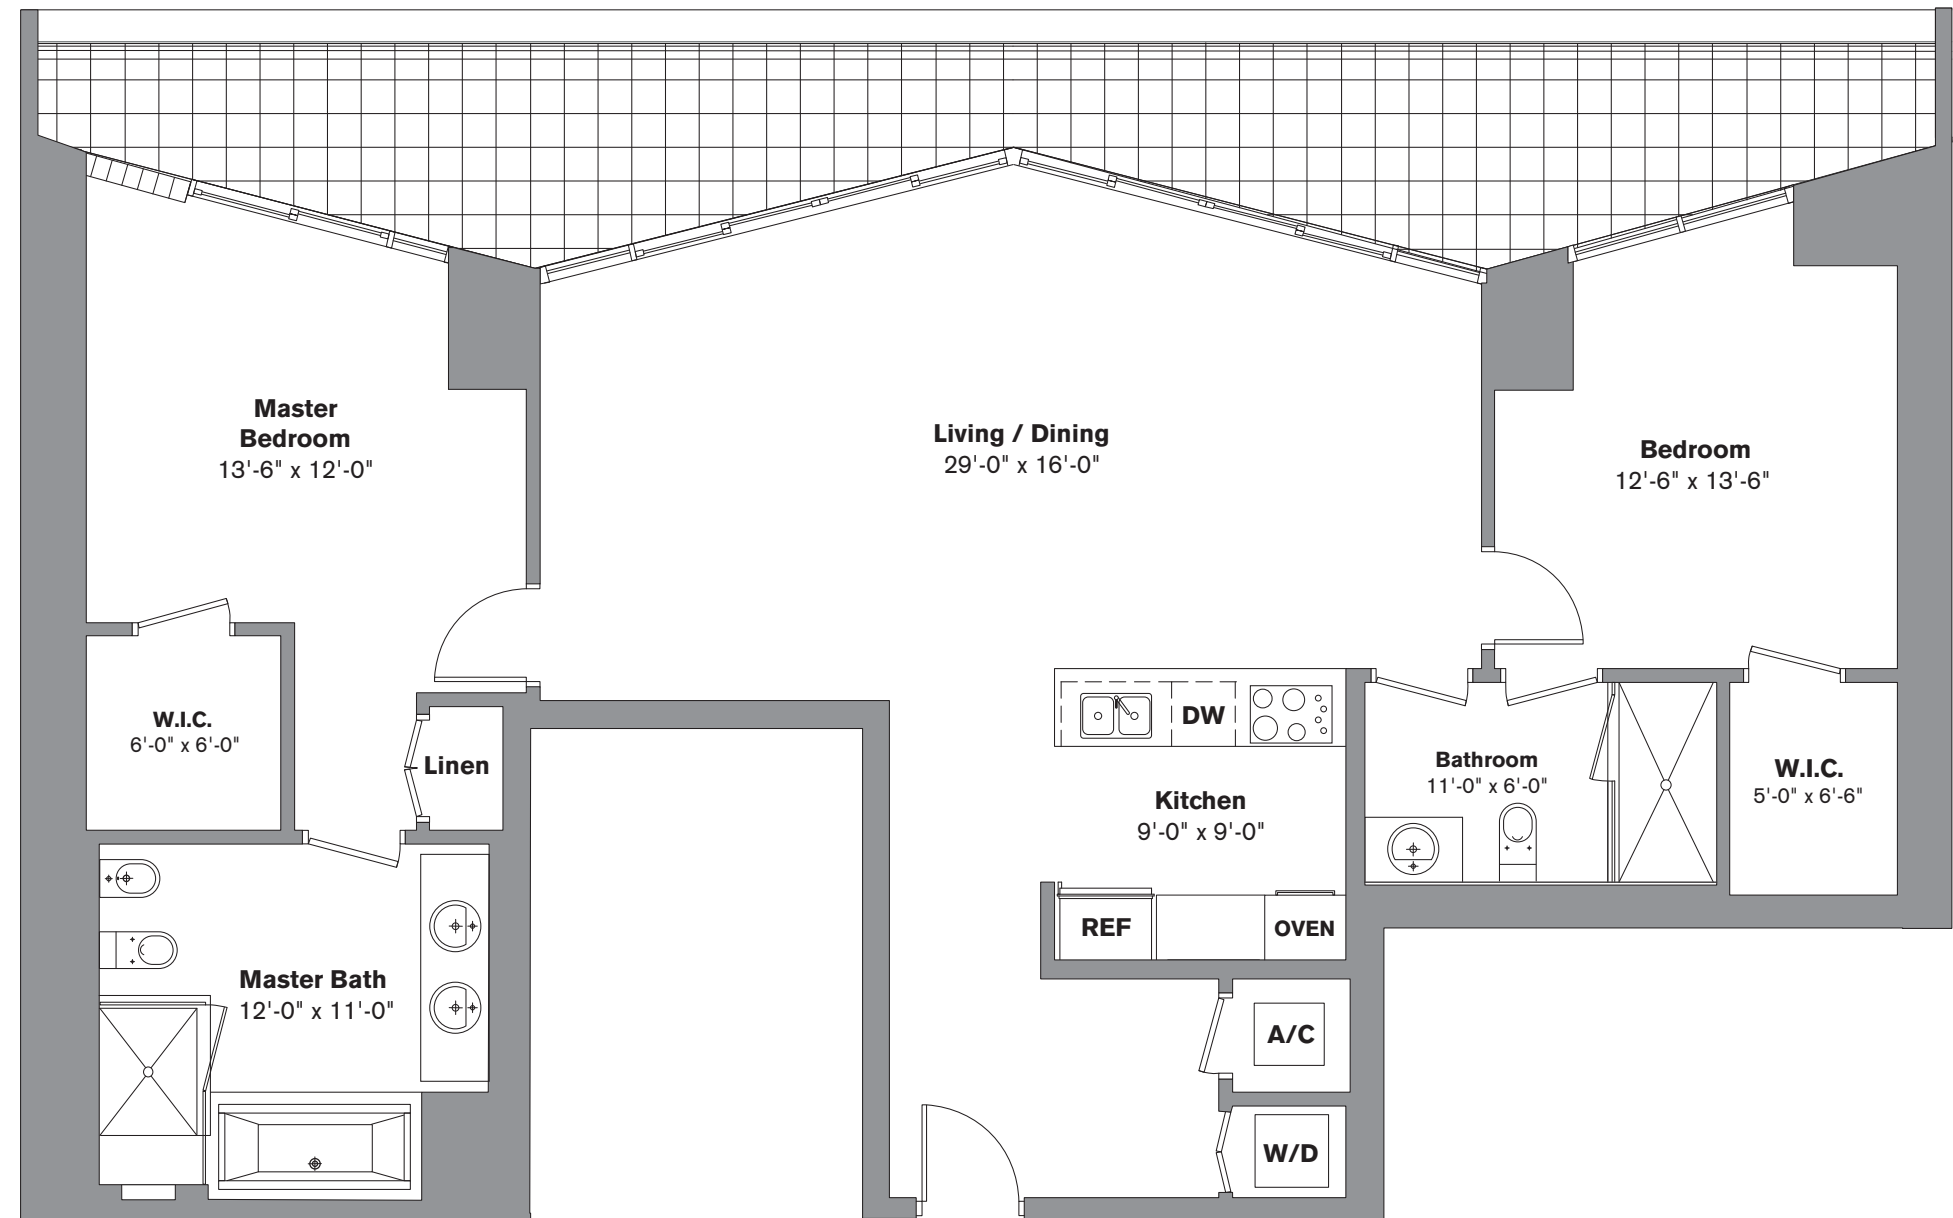 Master
Bedroom
13'-6" x 12'-0"
Living / Dining
29'-0" x 16'-0"
Bedroom
12'-6" x 13'-6"
W.I.C.
6'-0" x 6'-0"
Linen
DW
Kitchen
9'-0" x 9'-0"
Bathroom
11'-0" x 6'-0"
W.I.C.
5'-0" x 6'-6"
REF
OVEN
Master Bath
12'-0" x 11'-0"
A/C
W/D